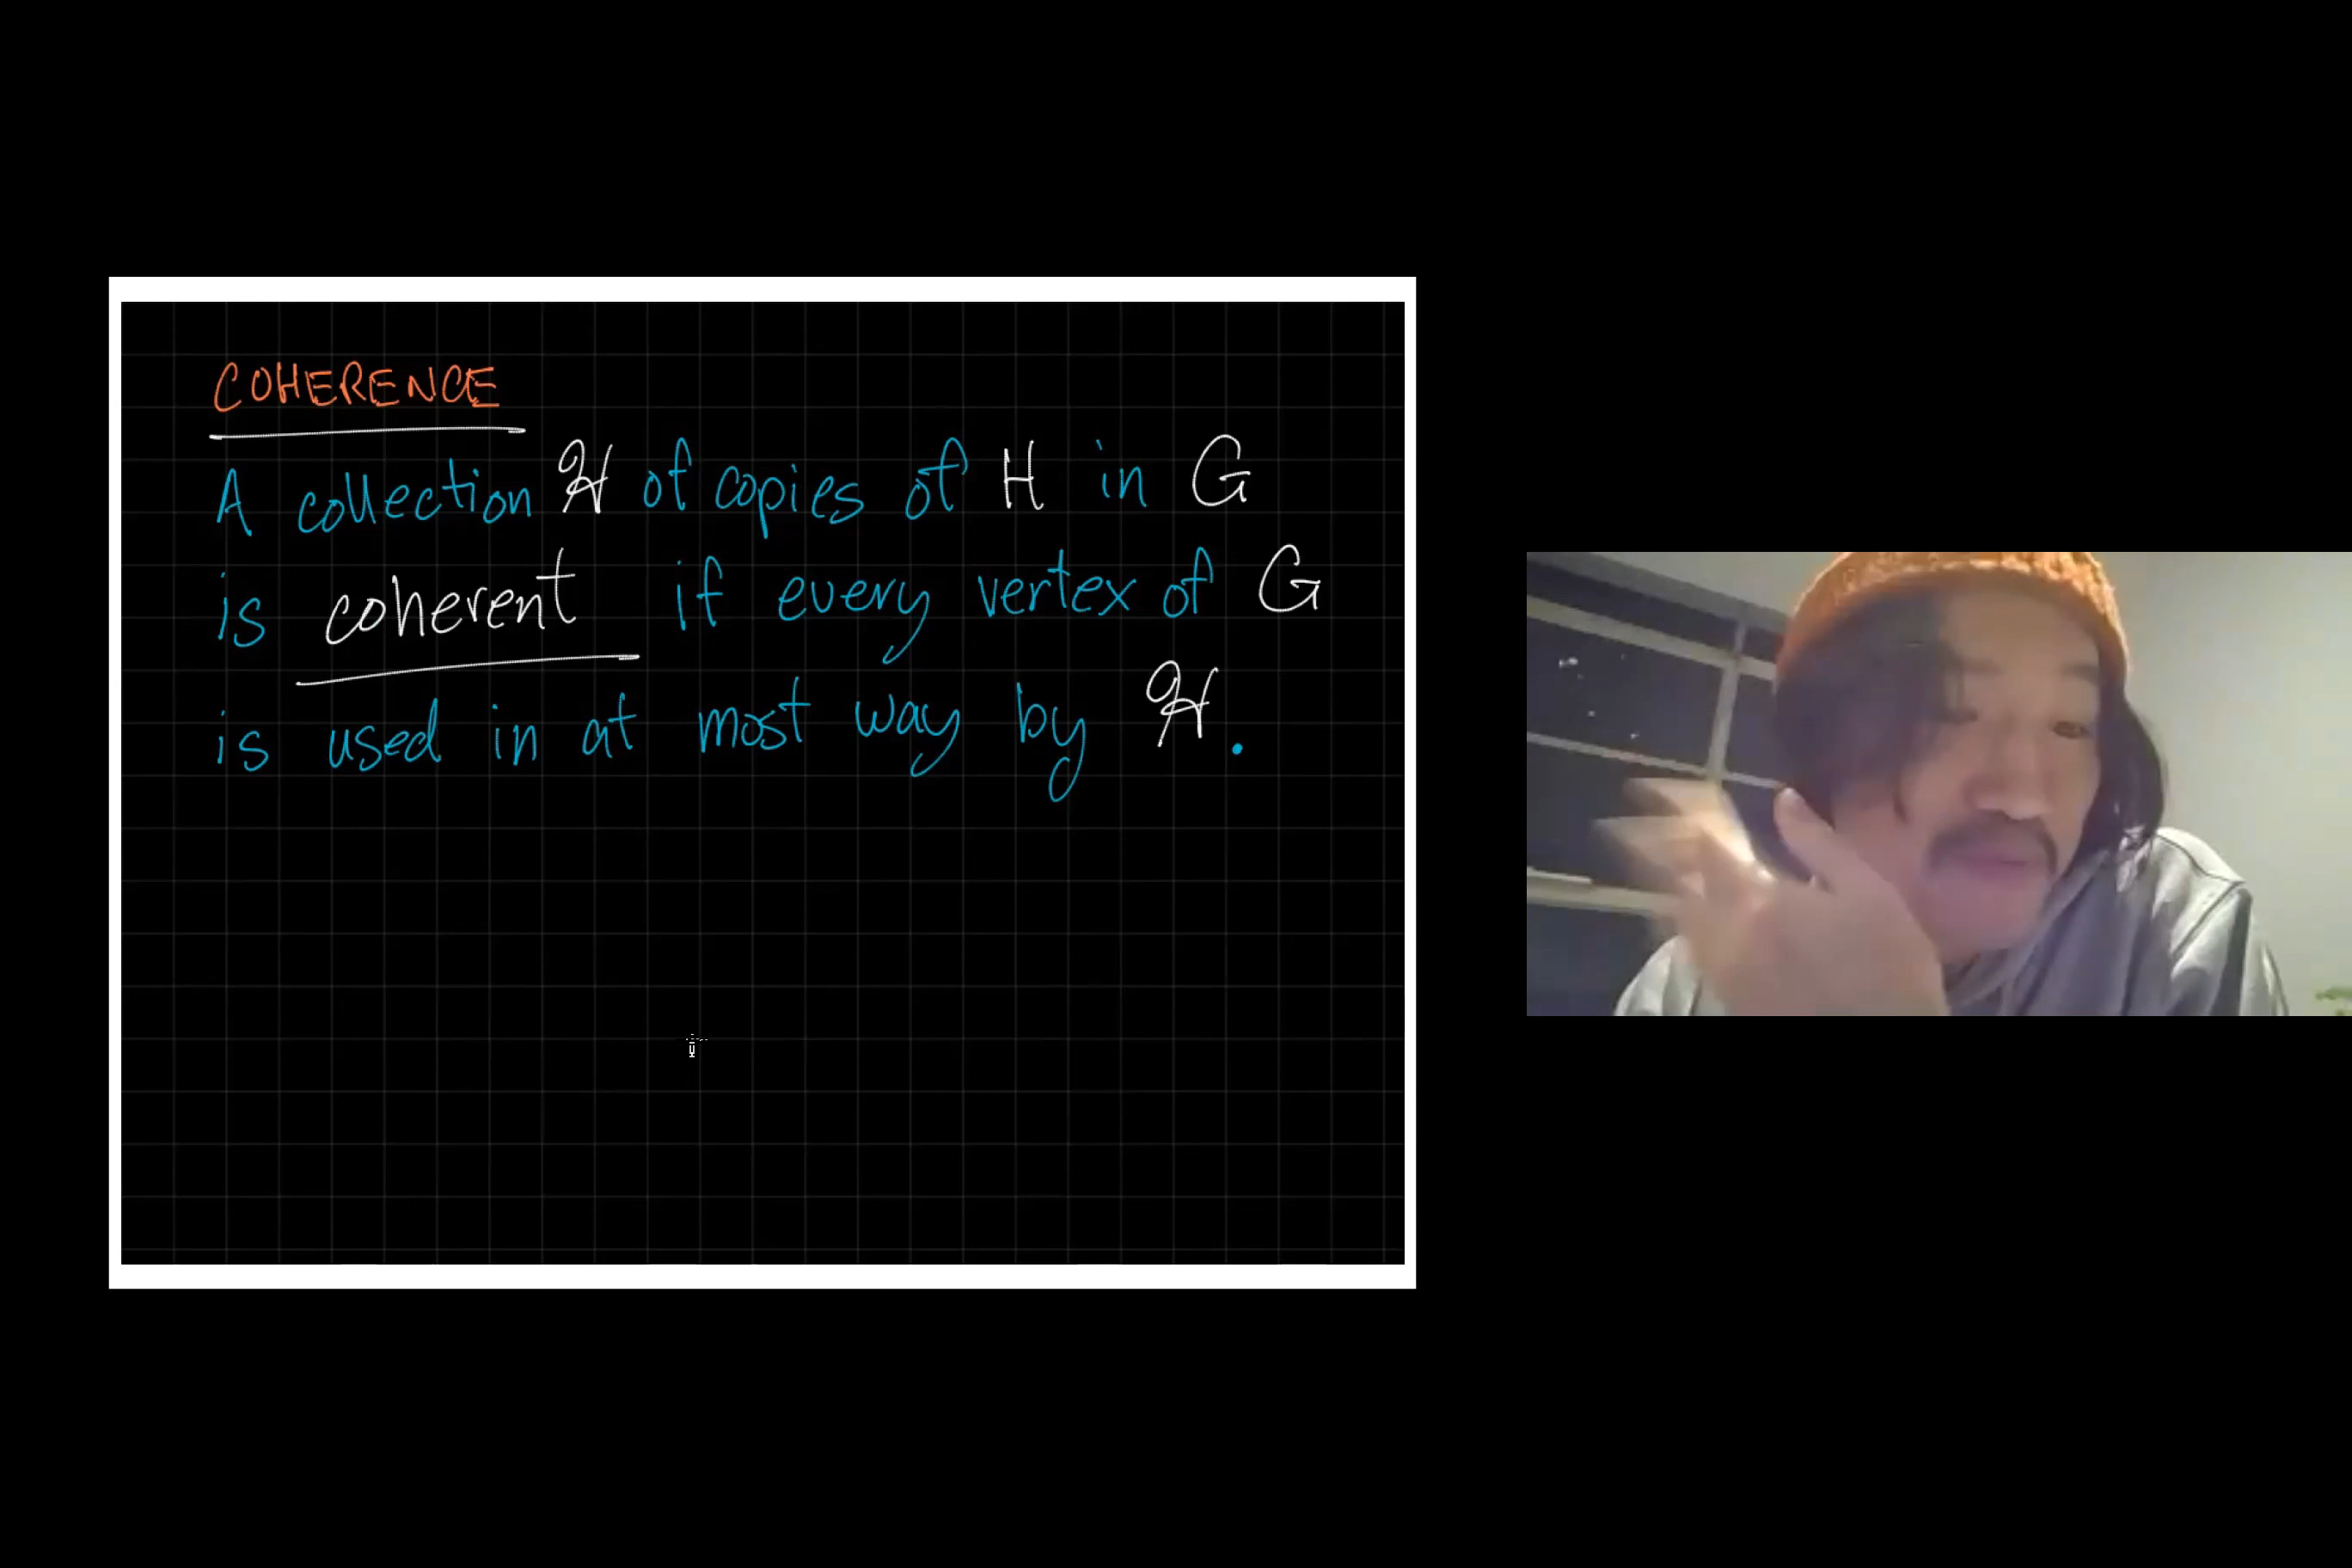 COHERENCE
A collection ℋ of copies of H in G
is coherent if every vertex of G
is used in at most way by ℋ.